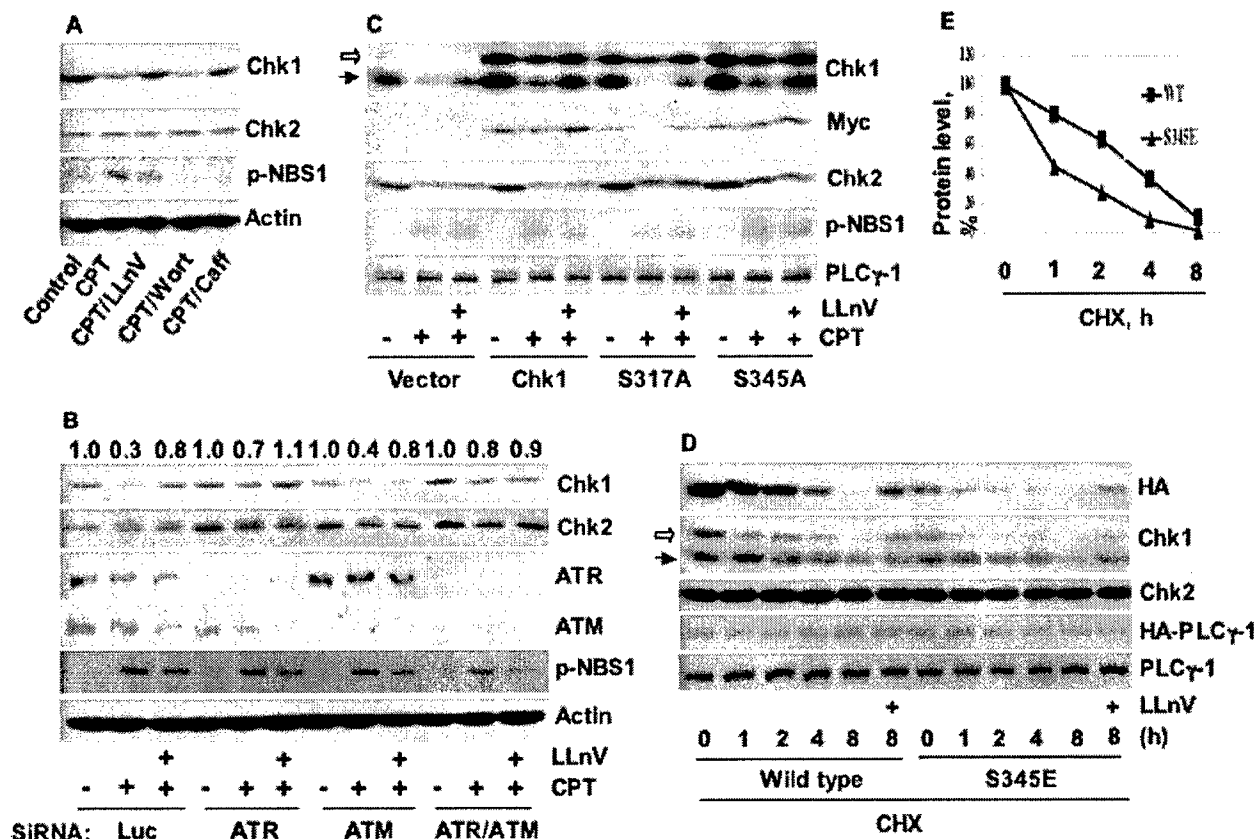 A
Chk1
Chk2
p-NBS1
Actin
Control
CPT
CPT/LLnV
CPT/Wort
CPT/Caff
C
Chk1
Myc
Chk2
p-NBS1
PLCγ-1
+ + + + LLnV
- + + - + + - + + - + + CPT
Vector Chk1 S317A S345A
E
Protein level, %
WT
S345E
0 1 2 4 8
CHX, h
B
1.0 0.3 0.8 1.0 0.7 1.1 1.0 0.4 0.8 1.0 0.8 0.9
Chk1
Chk2
ATR
ATM
p-NBS1
Actin
+ + + + LLnV
- + + - + + - + + - + + CPT
SiRNA: Luc ATR ATM ATR/ATM
D
HA
Chk1
Chk2
HA-PLCγ-1
PLCγ-1
+ + LLnV
0 1 2 4 8 8 0 1 2 4 8 8 (h)
Wild type S345E
CHX